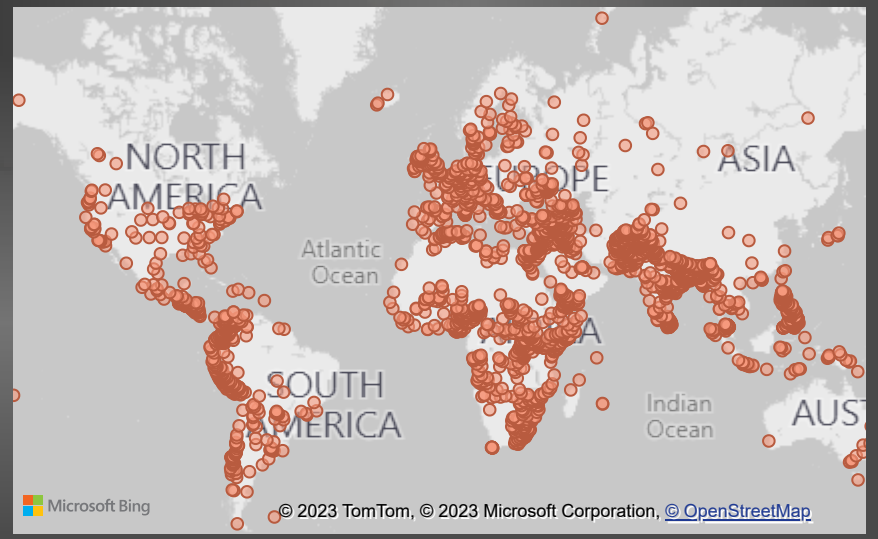 NORTH
AMERICA
EUROPE
ASIA
Atlantic
Ocean
AFRICA
SOUTH
AMERICA
Indian
Ocean
AUST
Microsoft Bing
© 2023 TomTom, © 2023 Microsoft Corporation, © OpenStreetMap